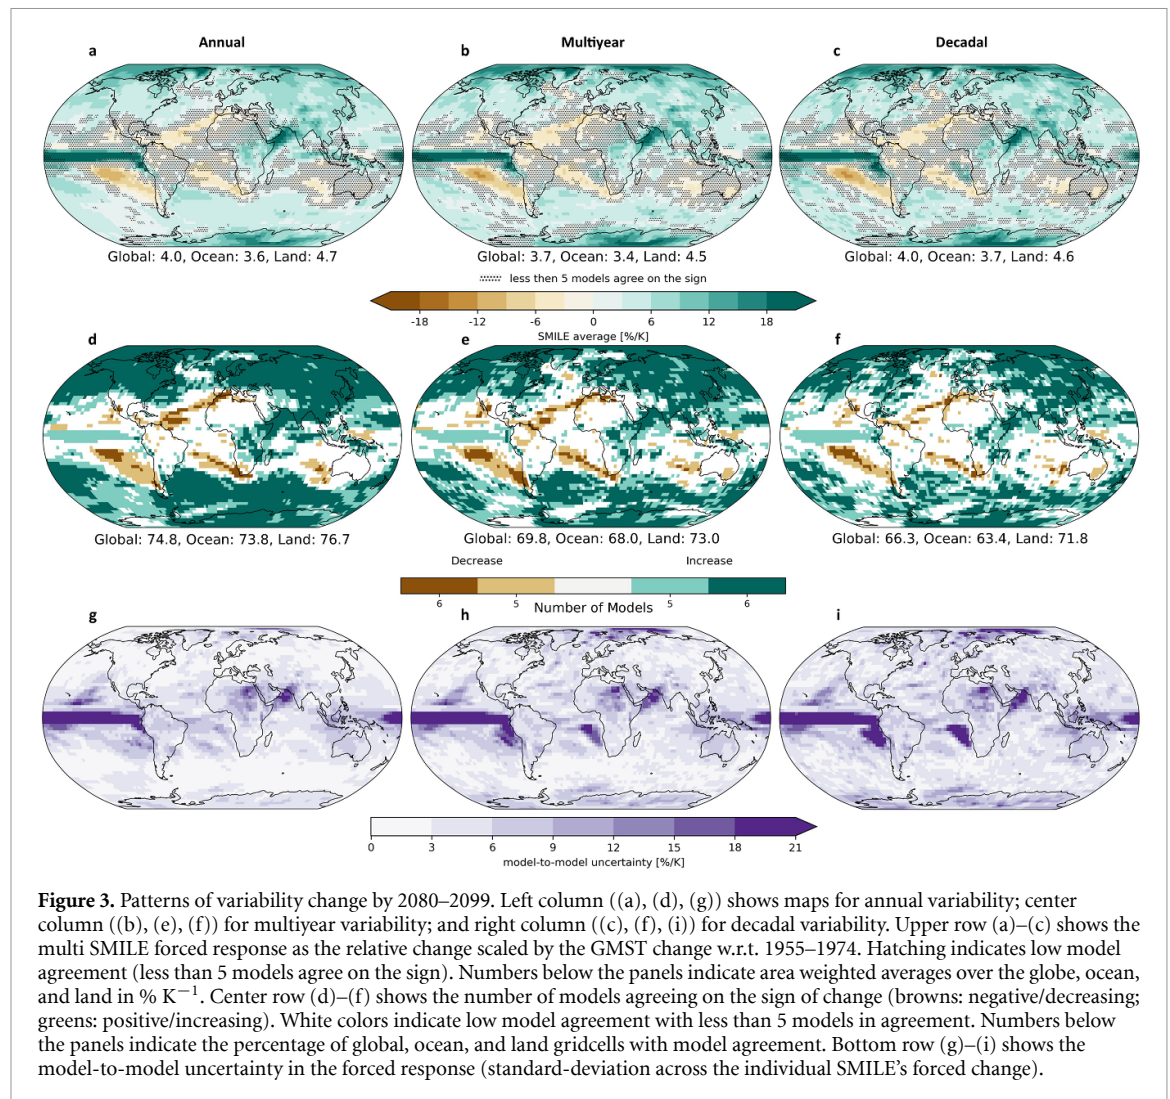 Annual
Multiyear
Decadal
a
b
c
Global: 4.0, Ocean: 3.6, Land: 4.7
Global: 3.7, Ocean: 3.4, Land: 4.5
Global: 4.0, Ocean: 3.7, Land: 4.6
less then 5 models agree on the sign
-18 -12 -6 0 6 12 18
SMILE average [%/K]
d
e
f
Global: 74.8, Ocean: 73.8, Land: 76.7
Global: 69.8, Ocean: 68.0, Land: 73.0
Global: 66.3, Ocean: 63.4, Land: 71.8
Decrease Increase
6 5 5 6
Number of Models
g
h
i
0 3 6 9 12 15 18 21
model-to-model uncertainty [%/K]
Figure 3. Patterns of variability change by 2080–2099. Left column ((a), (d), (g)) shows maps for annual variability; center
column ((b), (e), (f)) for multiyear variability; and right column ((c), (f), (i)) for decadal variability. Upper row (a)–(c) shows the
multi SMILE forced response as the relative change scaled by the GMST change w.r.t. 1955–1974. Hatching indicates low model
agreement (less than 5 models agree on the sign). Numbers below the panels indicate area weighted averages over the globe, ocean,
and land in % K⁻¹. Center row (d)–(f) shows the number of models agreeing on the sign of change (browns: negative/decreasing;
greens: positive/increasing). White colors indicate low model agreement with less than 5 models in agreement. Numbers below
the panels indicate the percentage of global, ocean, and land gridcells with model agreement. Bottom row (g)–(i) shows the
model-to-model uncertainty in the forced response (standard-deviation across the individual SMILE's forced change).